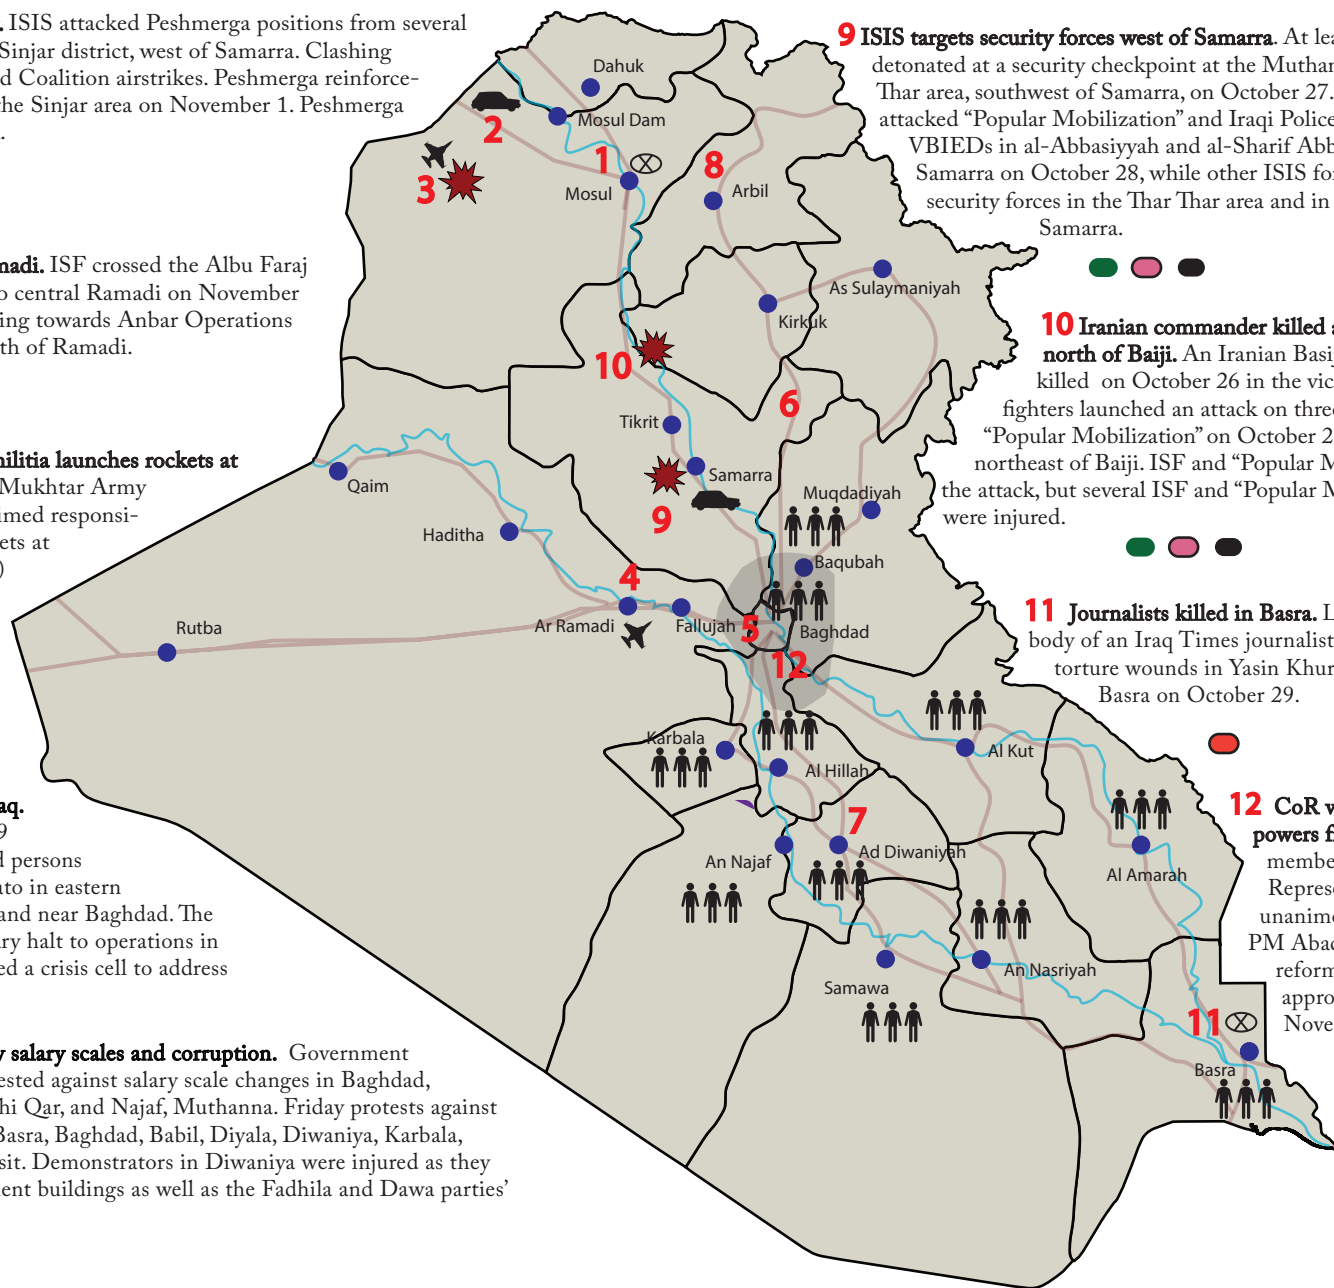 . ISIS attacked Peshmerga positions from several
Sinjar district, west of Samarra. Clashing
d Coalition airstrikes. Peshmerga reinforce-
the Sinjar area on November 1. Peshmerga
.
madi. ISF crossed the Albu Faraj
o central Ramadi on November
ing towards Anbar Operations
th of Ramadi.
militia launches rockets at
Mukhtar Army
imed responsi-
ets at
)
aq.
9
d persons
ato in eastern
and near Baghdad. The
ary halt to operations in
ed a crisis cell to address
y salary scales and corruption. Government
ested against salary scale changes in Baghdad,
hi Qar, and Najaf, Muthanna. Friday protests against
Basra, Baghdad, Babil, Diyala, Diwaniya, Karbala,
sit. Demonstrators in Diwaniya were injured as they
ment buildings as well as the Fadhila and Dawa parties’
Dahuk
2
Mosul Dam
1
8
3
Mosul
Arbil
As Sulaymaniyah
Kirkuk
10
6
Tikrit
Samarra
Qaim
Muqdadiyah
9
Haditha
Baqubah
4
Ar Ramadi
Fallujah
5
Baghdad
Rutba
12
Karbala
Al Kut
Al Hillah
7
An Najaf
Ad Diwaniyah
Al Amarah
An Nasriyah
Samawa
11
Basra
9 ISIS targets security forces west of Samarra. At lea
detonated at a security checkpoint at the Muthan
Thar area, southwest of Samarra, on October 27.
attacked “Popular Mobilization” and Iraqi Police
VBIEDs in al-Abbasiyyah and al-Sharif Abb
Samarra on October 28, while other ISIS for
security forces in the Thar Thar area and in
Samarra.
10 Iranian commander killed a
north of Baiji. An Iranian Basij
killed on October 26 in the vic
fighters launched an attack on three
“Popular Mobilization” on October 2
northeast of Baiji. ISF and “Popular M
the attack, but several ISF and “Popular M
were injured.
11 Journalists killed in Basra. L
body of an Iraq Times journalist
torture wounds in Yasin Khur
Basra on October 29.
12 CoR v
powers f
membe
Represe
unanim
PM Abad
reform
appro
Nove